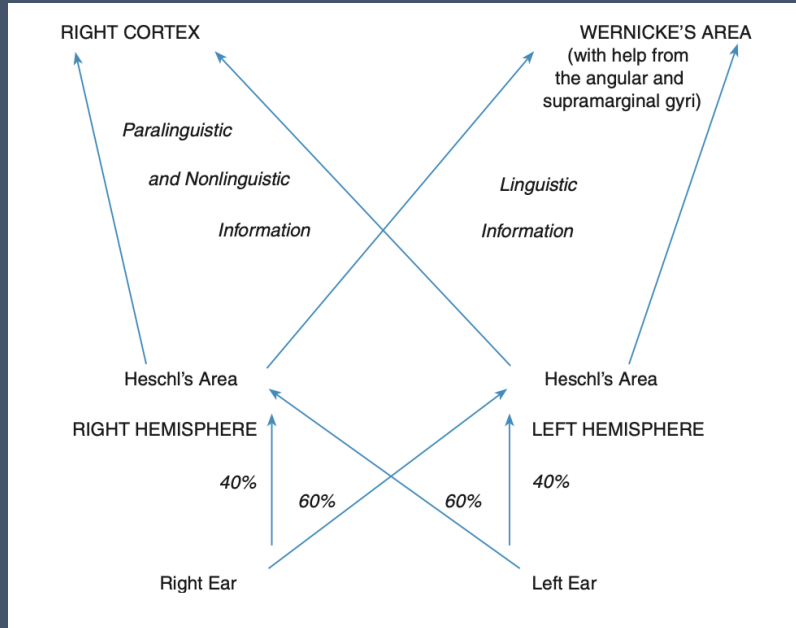 RIGHT CORTEX
WERNICKE'S AREA
(with help from
the angular and
supramarginal gyri)
Paralinguistic
and Nonlinguistic
Information
Linguistic
Information
Heschl's Area
Heschl's Area
RIGHT HEMISPHERE
LEFT HEMISPHERE
40%
60%
60%
40%
Right Ear
Left Ear